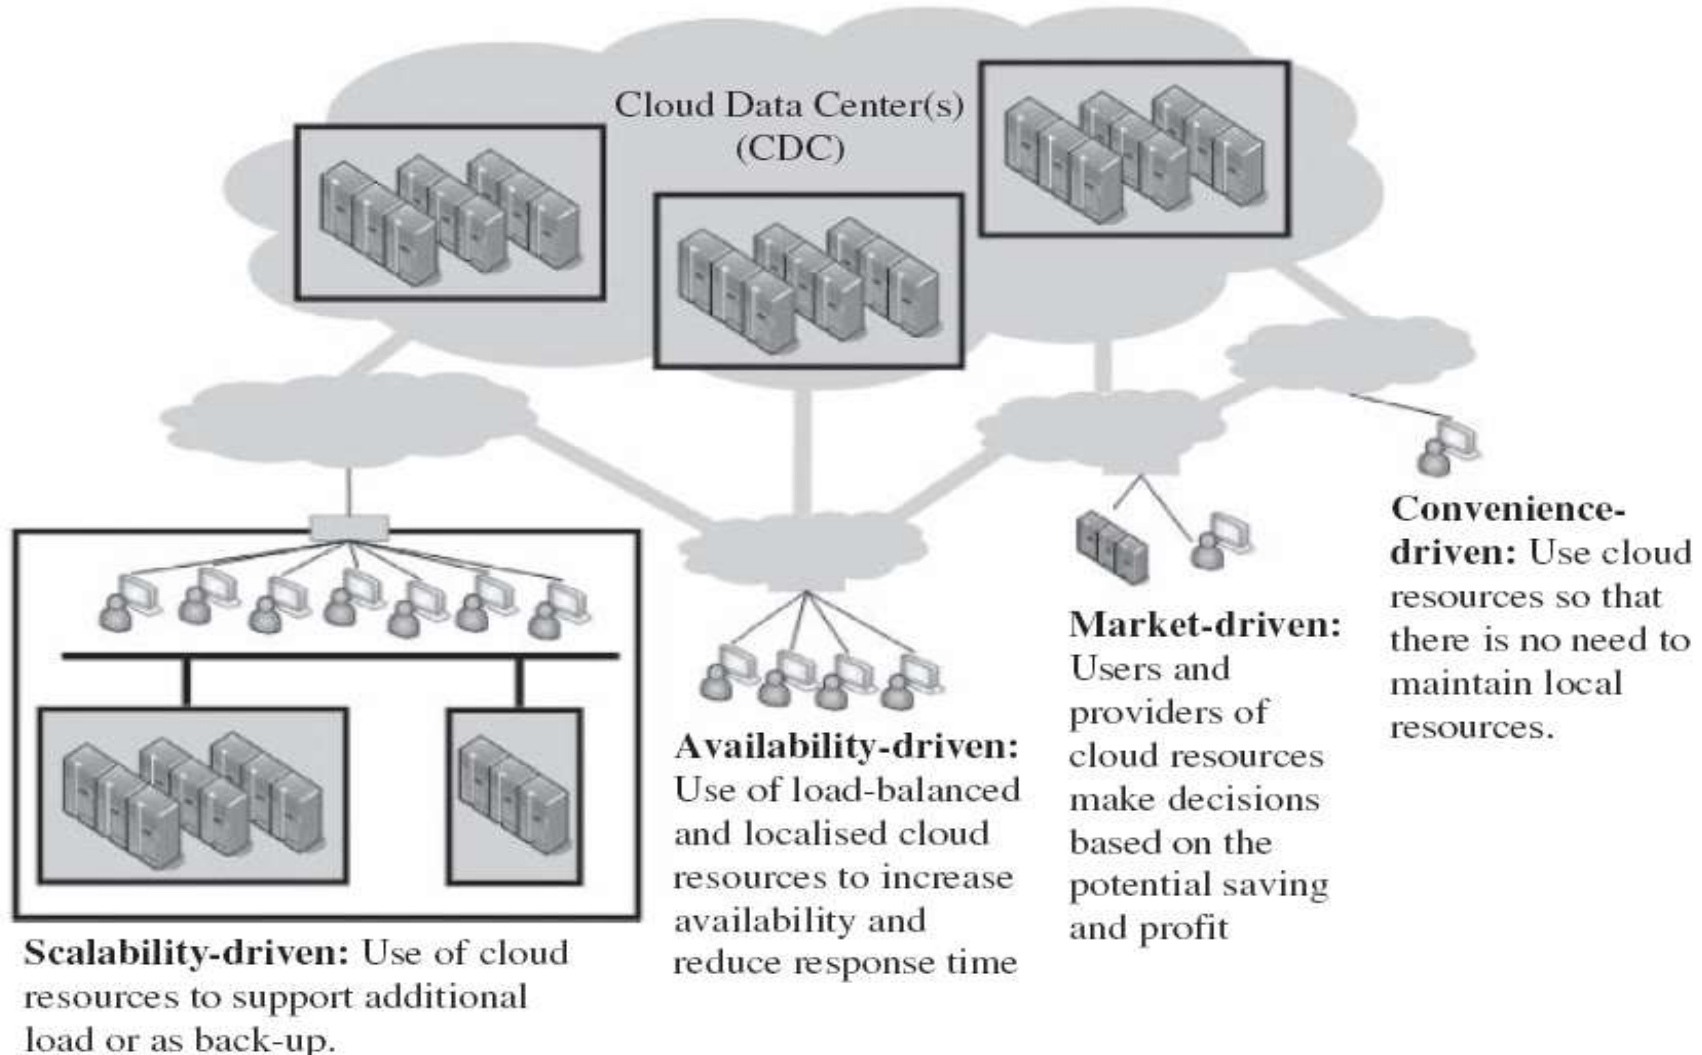 Cloud Data Center(s)
(CDC)
Convenience-
driven: Use cloud
resources so that
there is no need to
maintain local
resources.
Market-driven:
Users and
providers of
cloud resources
make decisions
based on the
potential saving
and profit
Availability-driven:
Use of load-balanced
and localised cloud
resources to increase
availability and
reduce response time
Scalability-driven: Use of cloud
resources to support additional
load or as back-up.